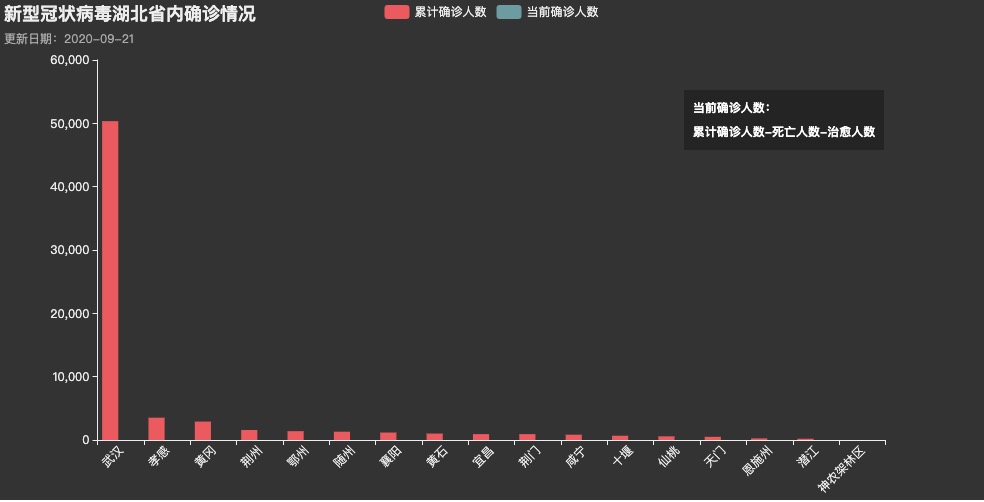 新型冠状病毒湖北省内确诊情况
更新日期：2020-09-21
累计确诊人数
当前确诊人数
当前确诊人数：
累计确诊人数-死亡人数-治愈人数
60,000
50,000
40,000
30,000
20,000
10,000
0
武汉
孝感
黄冈
荆州
鄂州
随州
襄阳
黄石
宜昌
荆门
咸宁
十堰
仙桃
天门
恩施州
潜江
神农架林区